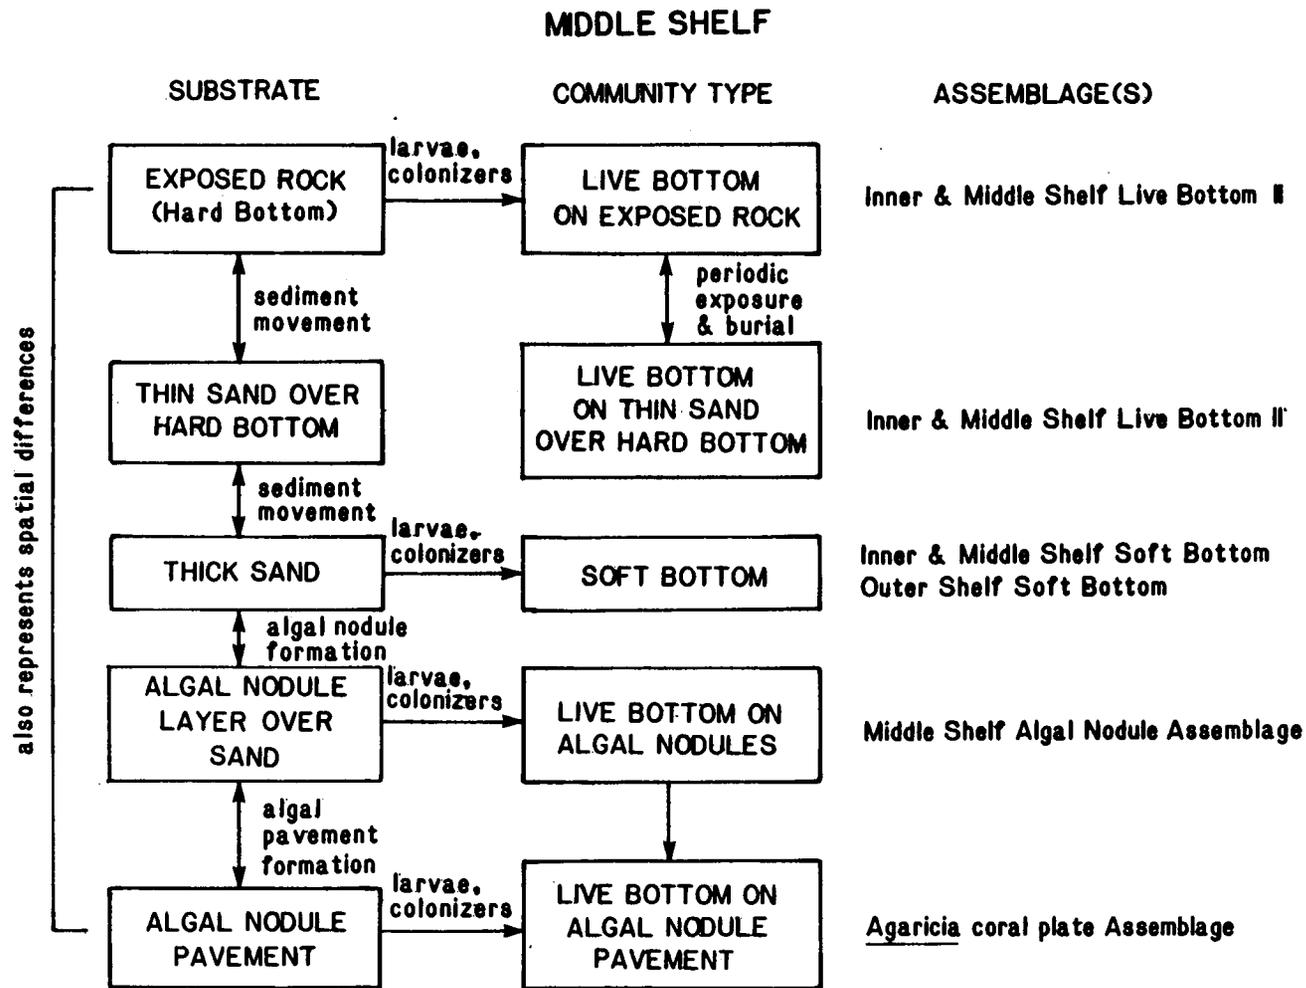 MIDDLE SHELF
SUBSTRATE
COMMUNITY TYPE
ASSEMBLAGE(S)
EXPOSED ROCK
(Hard Bottom)
larvae,
colonizers
LIVE BOTTOM
ON EXPOSED ROCK
Inner & Middle Shelf Live Bottom
sediment
movement
periodic
exposure
& burial
THIN SAND OVER
HARD BOTTOM
LIVE BOTTOM
ON THIN SAND
OVER HARD BOTTOM
Inner & Middle Shelf Live Bottom II
sediment
movement
larvae,
colonizers
THICK SAND
SOFT BOTTOM
Inner & Middle Shelf Soft Bottom
Outer Shelf Soft Bottom
algal nodule
formation
larvae,
colonizers
ALGAL NODULE
LAYER OVER
SAND
LIVE BOTTOM ON
ALGAL NODULES
Middle Shelf Algal Nodule Assemblage
algal
pavement
formation
larvae,
colonizers
ALGAL NODULE
PAVEMENT
LIVE BOTTOM ON
ALGAL NODULE
PAVEMENT
Agaricia coral plate Assemblage
also represents spatial differences